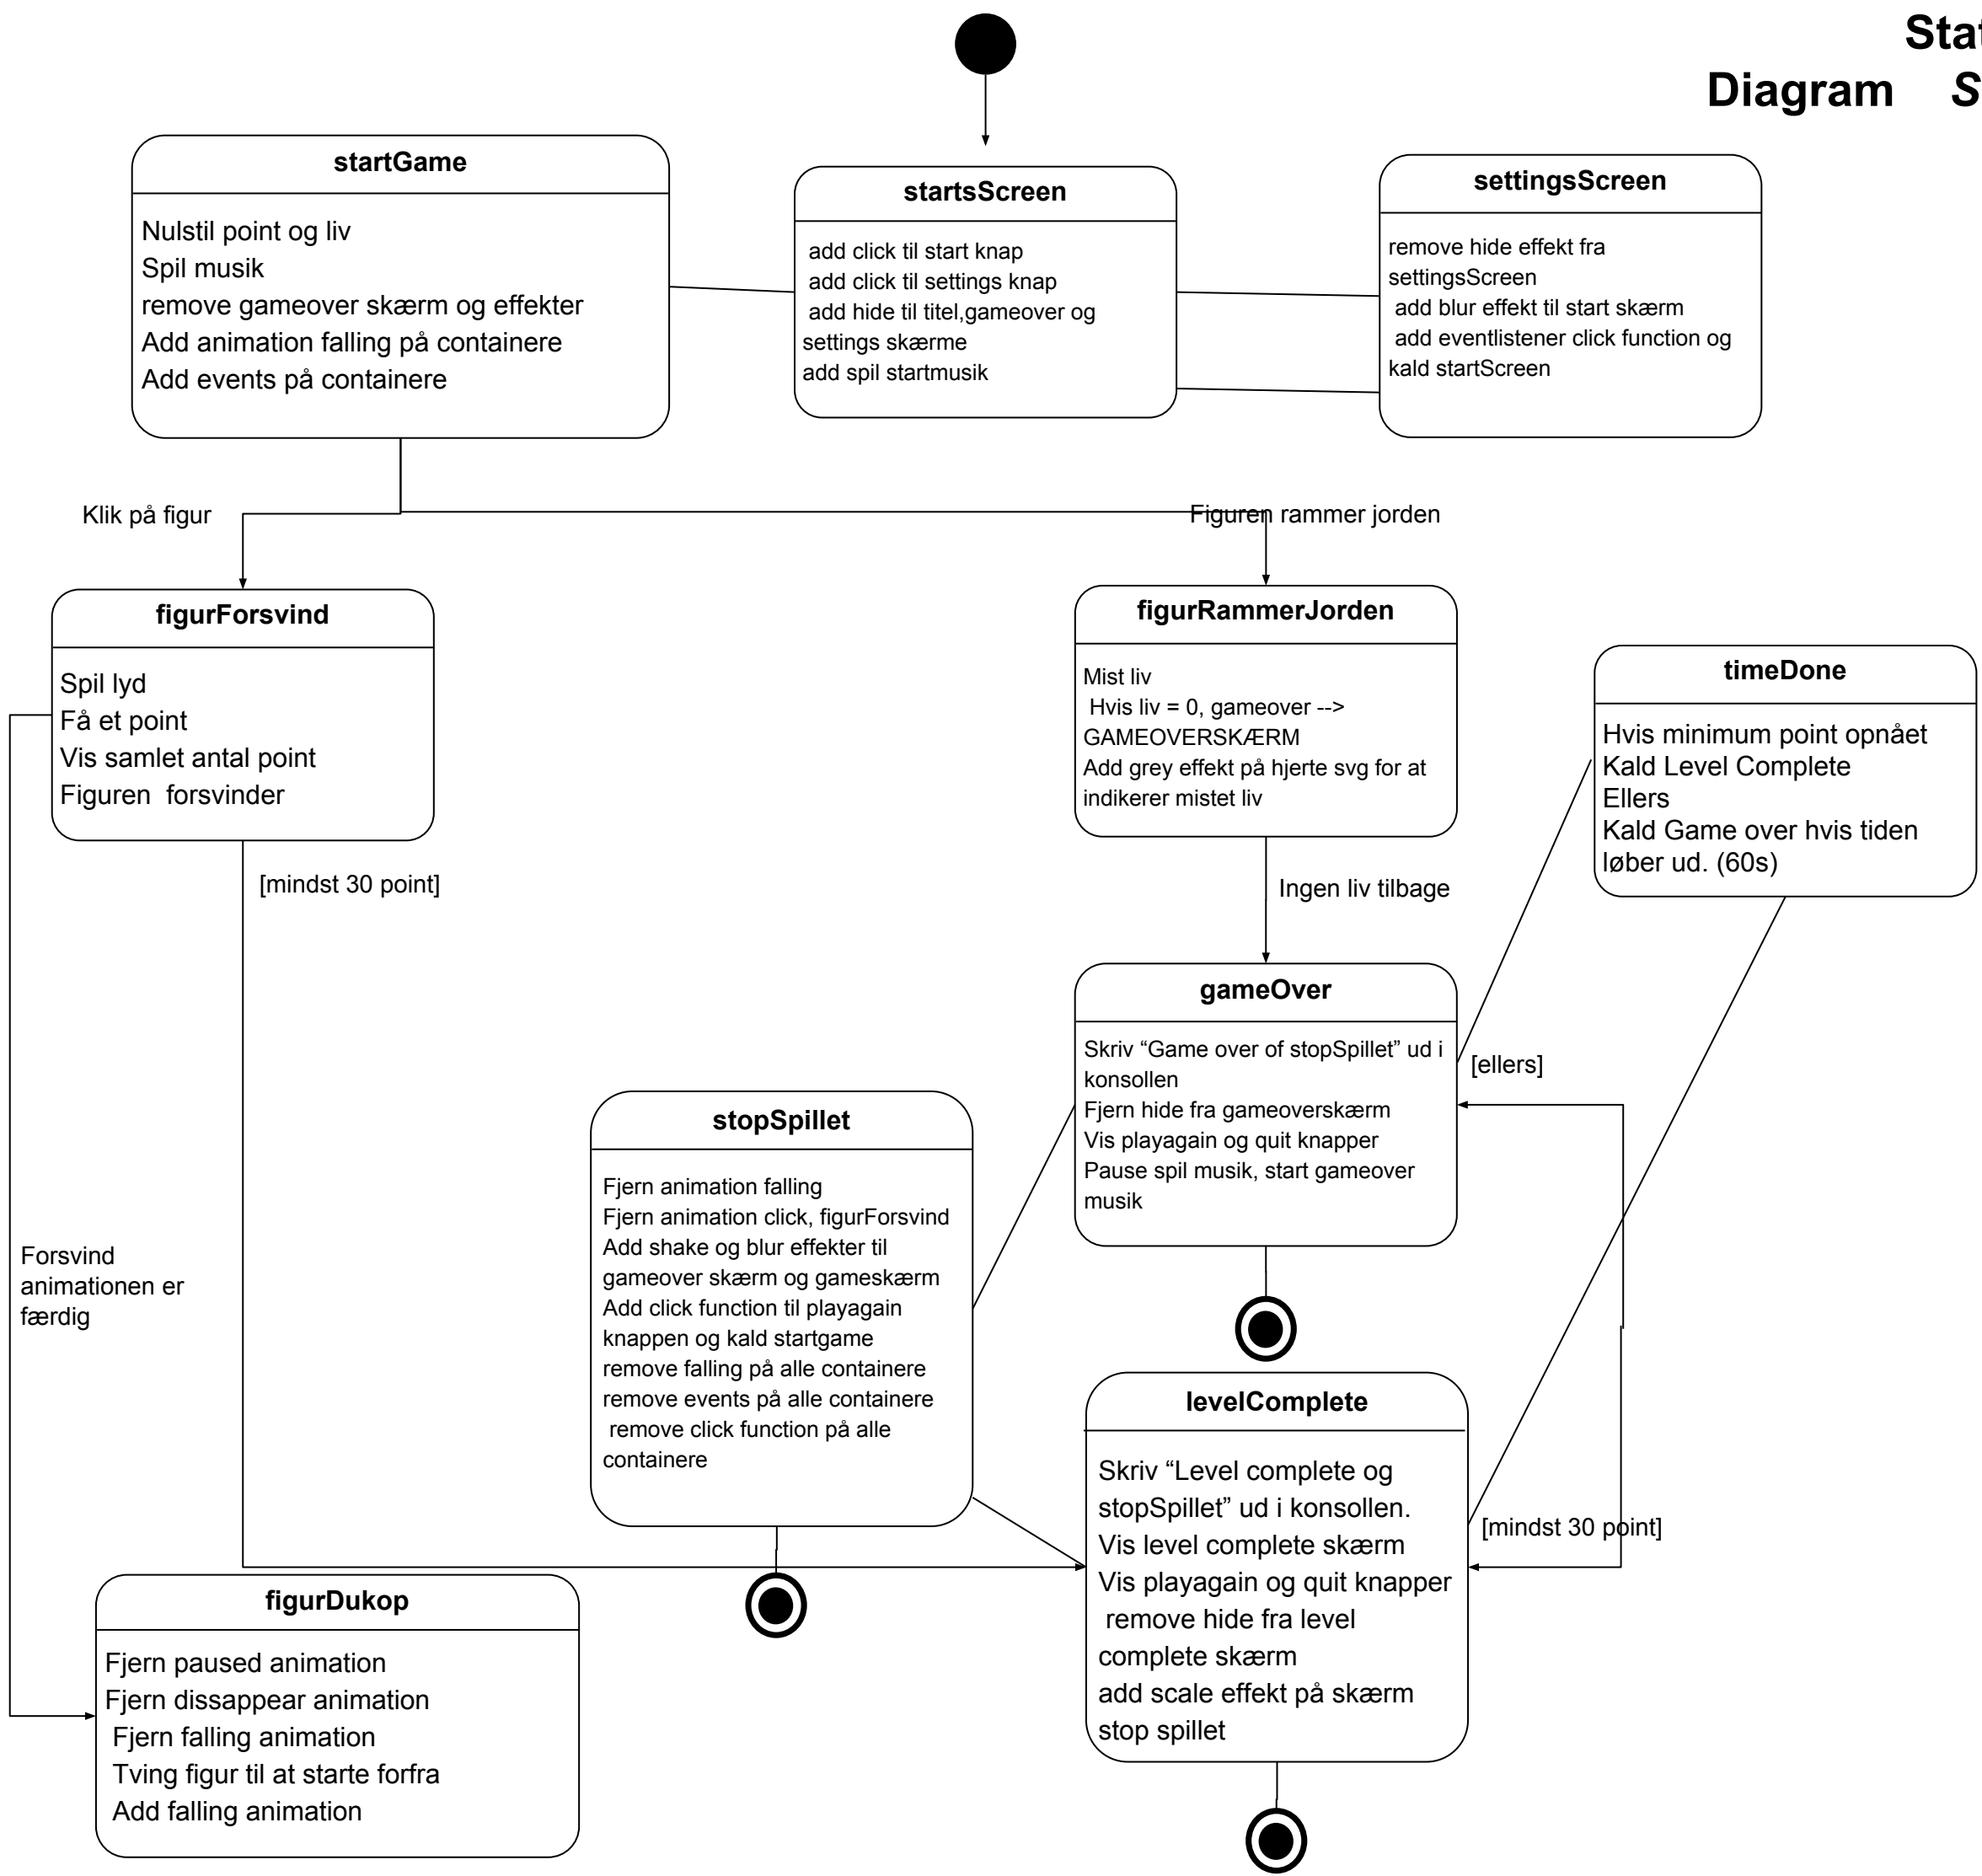 Stat
Diagram S
startGame
Nulstil point og liv
Spil musik
remove gameover skærm og effekter
Add animation falling på containere
Add events på containere
startsScreen
add click til start knap
add click til settings knap
add hide til titel,gameover og
settings skærme
add spil startmusik
settingsScreen
remove hide effekt fra
settingsScreen
add blur effekt til start skærm
add eventlistener click function og
kald startScreen
Klik på figur
Figuren rammer jorden
figurForsvind
Spil lyd
Få et point
Vis samlet antal point
Figuren  forsvinder
figurRammerJorden
Mist liv
Hvis liv = 0, gameover -->
GAMEOVERSKÆRM
Add grey effekt på hjerte svg for at
indikerer mistet liv
timeDone
Hvis minimum point opnået
Kald Level Complete
Ellers
Kald Game over hvis tiden
løber ud. (60s)
[mindst 30 point]
Ingen liv tilbage
gameOver
Skriv “Game over of stopSpillet” ud i
konsollen
Fjern hide fra gameoverskærm
Vis playagain og quit knapper
Pause spil musik, start gameover
musik
[ellers]
stopSpillet
Fjern animation falling
Fjern animation click, figurForsvind
Add shake og blur effekter til
gameover skærm og gameskærm
Add click function til playagain
knappen og kald startgame
remove falling på alle containere
remove events på alle containere
remove click function på alle
containere
Forsvind
animationen er
færdig
levelComplete
Skriv “Level complete og
stopSpillet” ud i konsollen.
Vis level complete skærm
Vis playagain og quit knapper
remove hide fra level
complete skærm
add scale effekt på skærm
stop spillet
[mindst 30 point]
figurDukop
Fjern paused animation
Fjern dissappear animation
Fjern falling animation
Tving figur til at starte forfra
Add falling animation